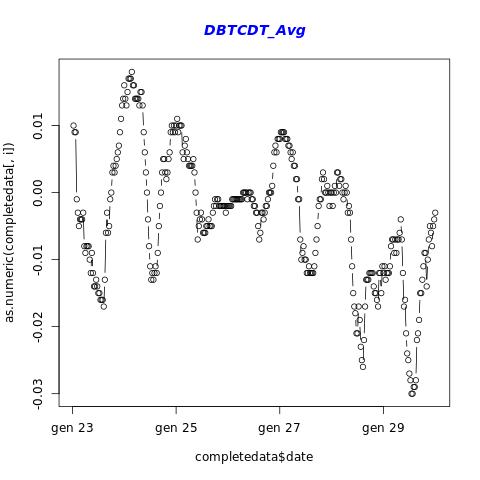 DBTCDT_Avg
as.numeric(completedata[, i])
0.01
0.00
-0.01
-0.02
-0.03
gen 23
gen 25
gen 27
gen 29
completedata$date